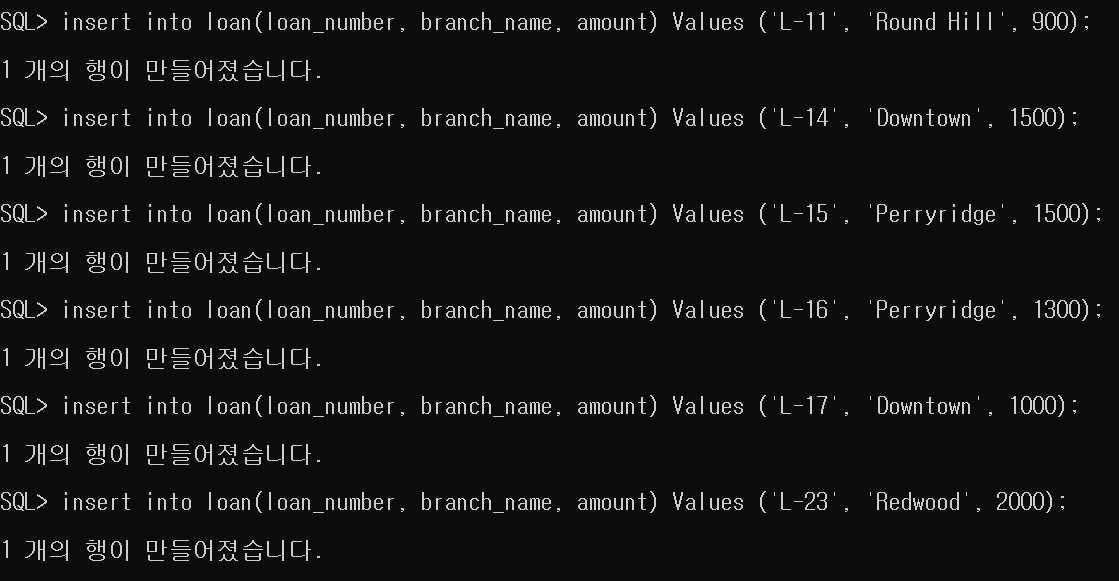 SQL> insert into loan(loan_number, branch_name, amount) Values ('L-11', 'Round Hill', 900);
1 개의 행이 만들어졌습니다.
SQL> insert into loan(loan_number, branch_name, amount) Values ('L-14', 'Downtown', 1500);
1 개의 행이 만들어졌습니다.
SQL> insert into loan(loan_number, branch_name, amount) Values ('L-15', 'Perryridge', 1500);
1 개의 행이 만들어졌습니다.
SQL> insert into loan(loan_number, branch_name, amount) Values ('L-16', 'Perryridge', 1300);
1 개의 행이 만들어졌습니다.
SQL> insert into loan(loan_number, branch_name, amount) Values ('L-17', 'Downtown', 1000);
1 개의 행이 만들어졌습니다.
SQL> insert into loan(loan_number, branch_name, amount) Values ('L-23', 'Redwood', 2000);
1 개의 행이 만들어졌습니다.